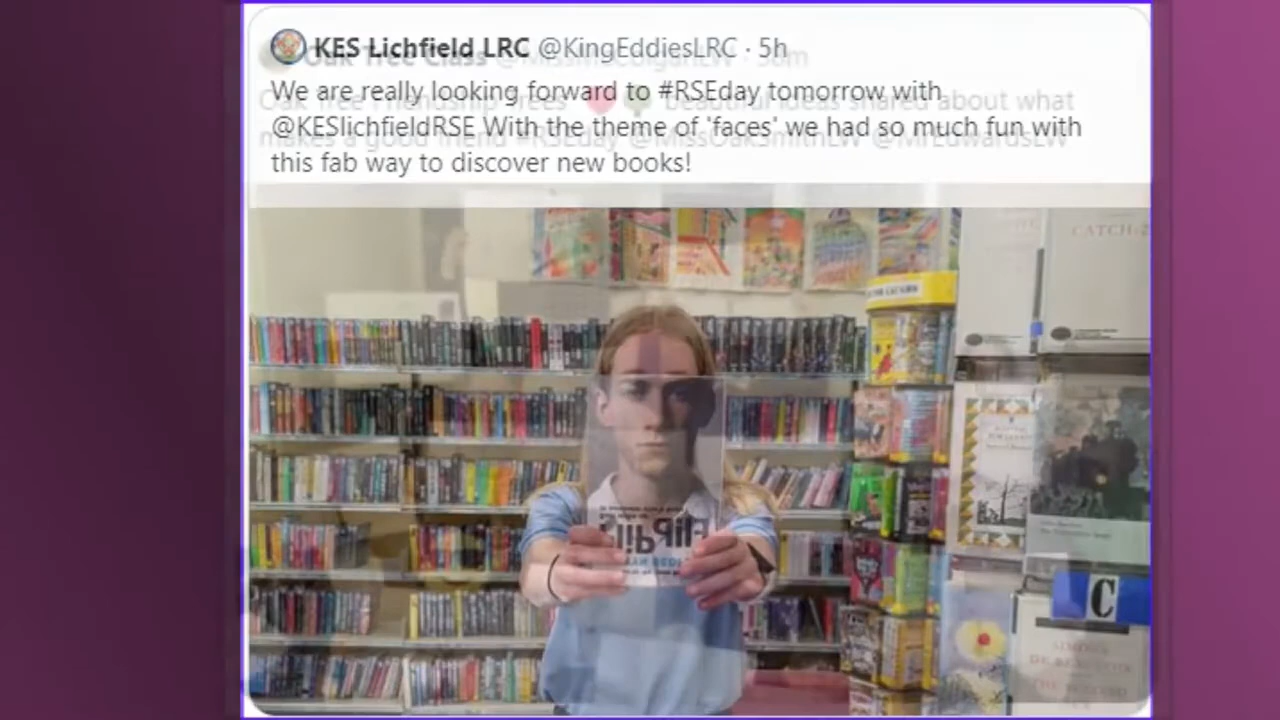 KES Lichfield LRC @KingEddiesLRC · 5h
Oak Tree Class
We are really looking forward to #RSEday tomorrow with
Oak Tree Friendship Trees beautiful ideas shared about what
@KESlichfieldRSE With the theme of 'faces' we had so much fun with
makes a good friend #RSEday @MissOakSmithLW @MrEdwardsLW
this fab way to discover new books!
CATCH-2
C